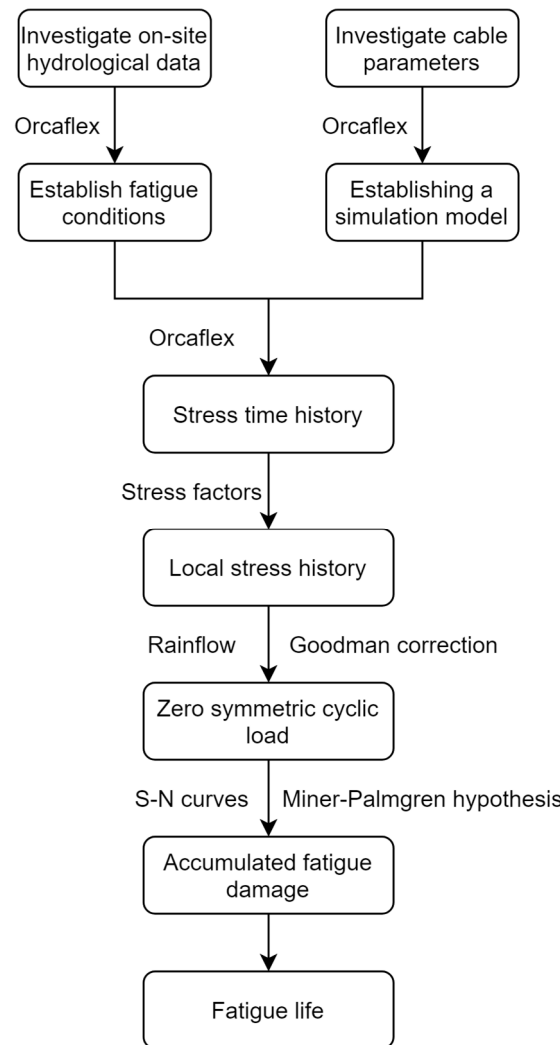 Investigate on-site
hydrological data
Investigate cable
parameters
Orcaflex
Orcaflex
Establish fatigue
conditions
Establishing a
simulation model
Orcaflex
Stress time history
Stress factors
Local stress history
Rainflow
Goodman correction
Zero symmetric cyclic
load
S-N curves
Miner-Palmgren hypothesis
Accumulated fatigue
damage
Fatigue life